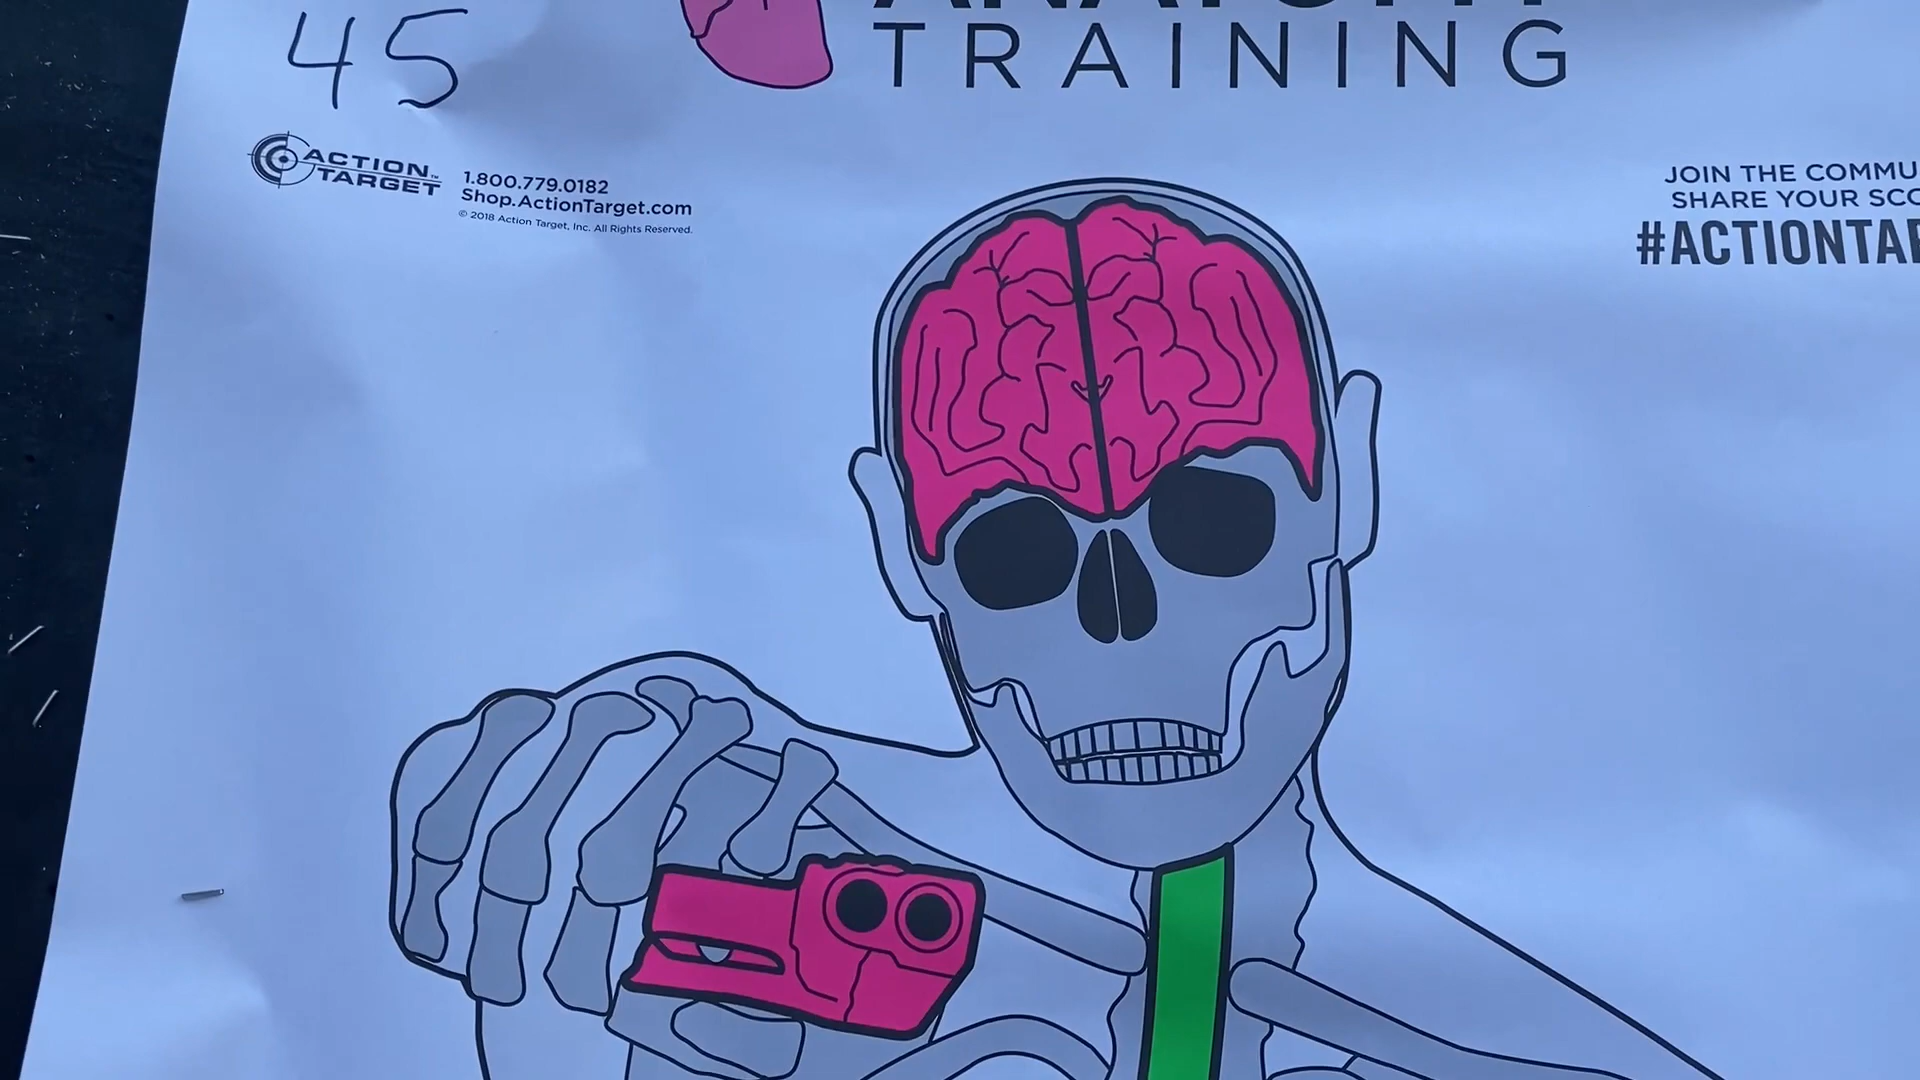 45
TRAINING
ACTION
TARGET
1.800.779.0182
Shop.ActionTarget.com
© 2018 Action Target, Inc. All Rights Reserved.
JOIN THE COMMU
SHARE YOUR SCO
#ACTIONTAR